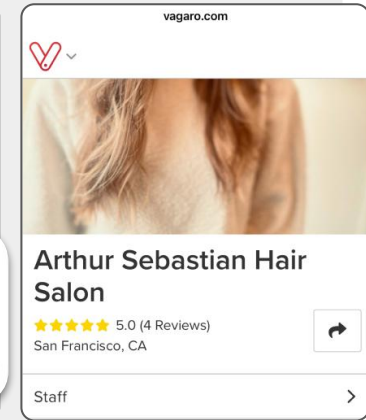 vagaro.com
Arthur Sebastian Hair
Salon
5.0 (4 Reviews)
San Francisco, CA
Staff